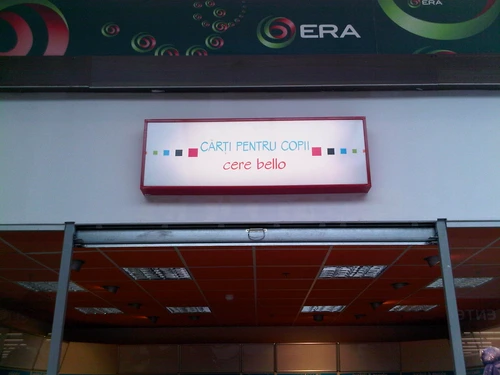 ERA
ERA
CĂRȚI PENTRU COPII
cere bello